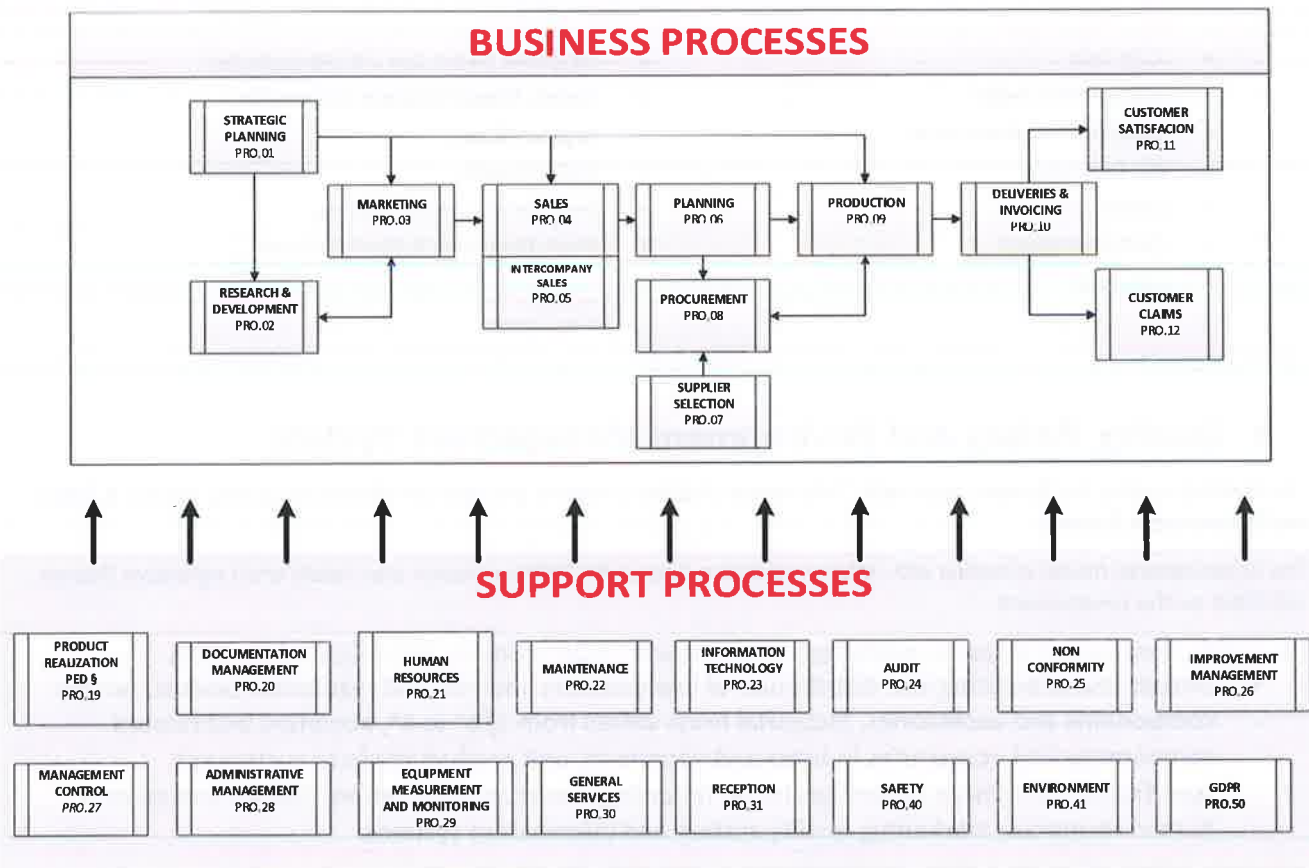 BUSINESS PROCESSES
STRATEGIC
PLANNING
PRO.01
MARKETING
PRO.03
SALES
PRO.04
INTERCOMPANY
SALES
PRO.05
PLANNING
PRO.06
PRODUCTION
PRO.09
DELIVERIES &
INVOICING
PRO.10
CUSTOMER
SATISFACION
PRO.11
RESEARCH &
DEVELOPMENT
PRO.02
PROCUREMENT
PRO.08
CUSTOMER
CLAIMS
PRO.12
SUPPLIER
SELECTION
PRO.07
SUPPORT PROCESSES
PRODUCT
REALIZATION
PED §
PRO.19
DOCUMENTATION
MANAGEMENT
PRO.20
HUMAN
RESOURCES
PRO.21
MAINTENANCE
PRO.22
INFORMATION
TECHNOLOGY
PRO.23
AUDIT
PRO.24
NON
CONFORMITY
PRO.25
IMPROVEMENT
MANAGEMENT
PRO.26
MANAGEMENT
CONTROL
PRO.27
ADMINISTRATIVE
MANAGEMENT
PRO.28
EQUIPMENT
MEASUREMENT
AND MONITORING
PRO.29
GENERAL
SERVICES
PRO.30
RECEPTION
PRO.31
SAFETY
PRO.40
ENVIRONMENT
PRO.41
GDPR
PRO.50